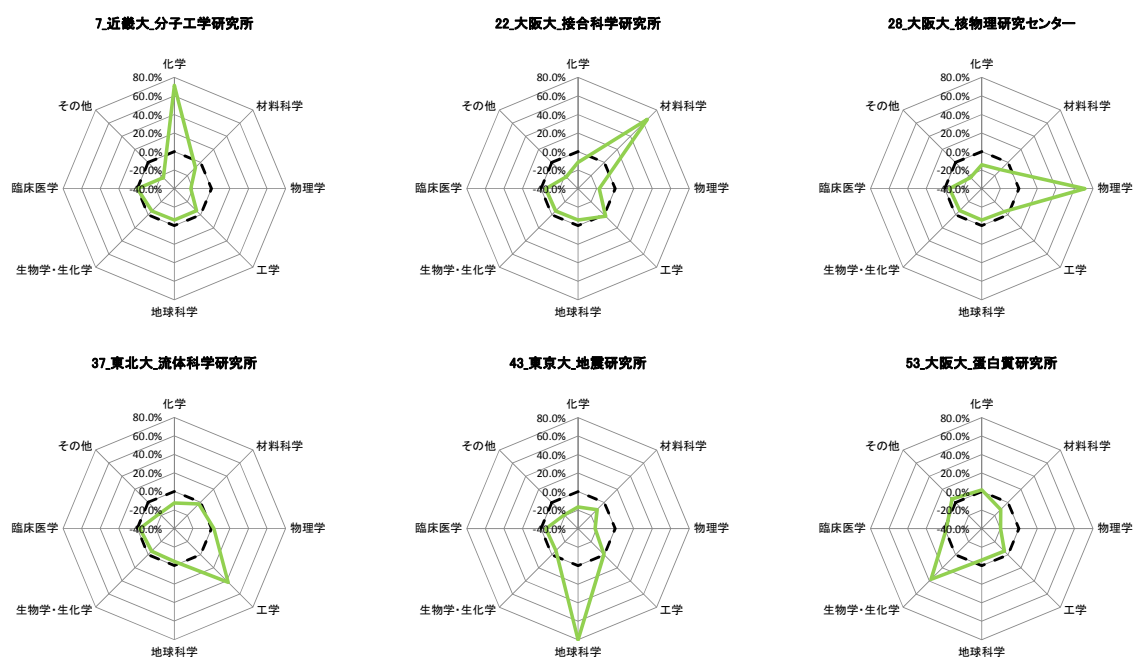 7_近畿大_分子工学研究所
化学
80.0%
60.0%
40.0%
20.0%
0.0%
-20.0%
-40.0%
材料科学
物理学
工学
地球科学
生物学・生化学
臨床医学
その他
22_大阪大_接合科学研究所
化学
80.0%
60.0%
40.0%
20.0%
0.0%
-20.0%
-40.0%
材料科学
物理学
工学
地球科学
生物学・生化学
臨床医学
その他
28_大阪大_核物理研究センター
化学
80.0%
60.0%
40.0%
20.0%
0.0%
-20.0%
-40.0%
材料科学
物理学
工学
地球科学
生物学・生化学
臨床医学
その他
37_東北大_流体科学研究所
化学
80.0%
60.0%
40.0%
20.0%
0.0%
-20.0%
-40.0%
材料科学
物理学
工学
地球科学
生物学・生化学
臨床医学
その他
43_東京大_地震研究所
化学
80.0%
60.0%
40.0%
20.0%
0.0%
-20.0%
-40.0%
材料科学
物理学
工学
地球科学
生物学・生化学
臨床医学
その他
53_大阪大_蛋白質研究所
化学
80.0%
60.0%
40.0%
20.0%
0.0%
-20.0%
-40.0%
材料科学
物理学
工学
地球科学
生物学・生化学
臨床医学
その他